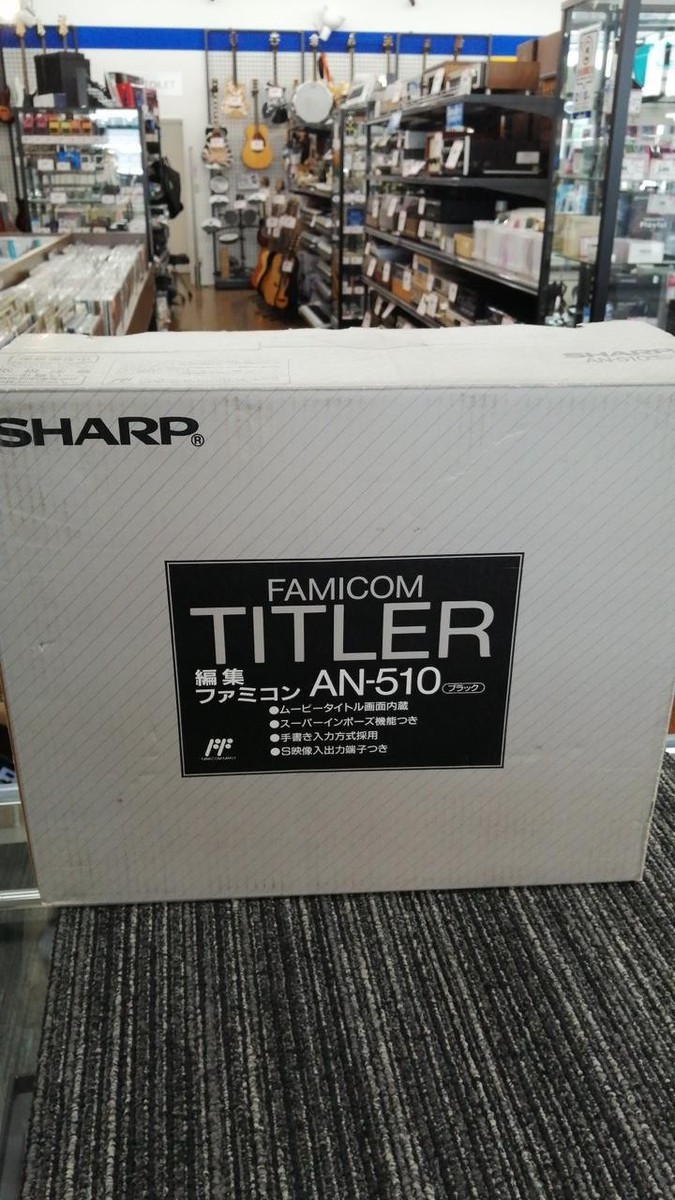 SHARP
AN-510
SHARP®
FAMICOM
TITLER
編集
ファミコン AN-510 ブラック
●ムービータイトル画面内蔵
●スーパーインポーズ機能つき
●手書き入力方式採用
●S映像入出力端子つき